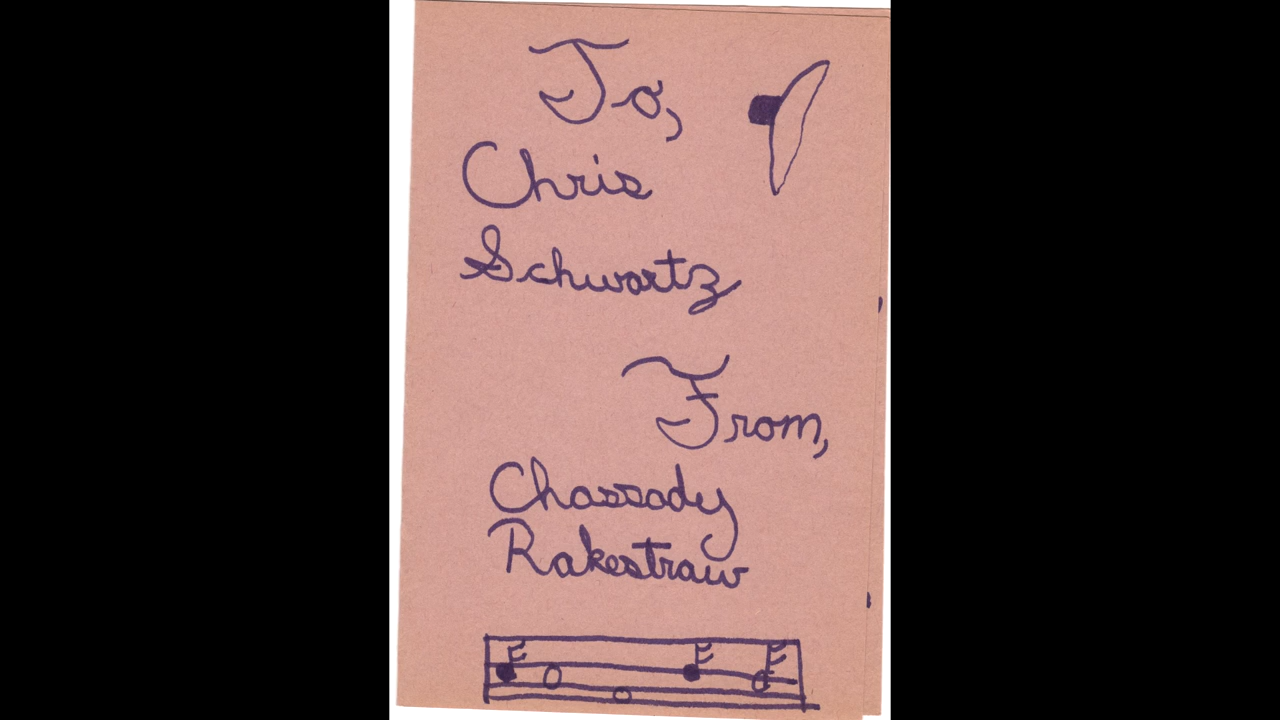 To,
Chris
Schwartz
From,
Chassady
Rakestraw